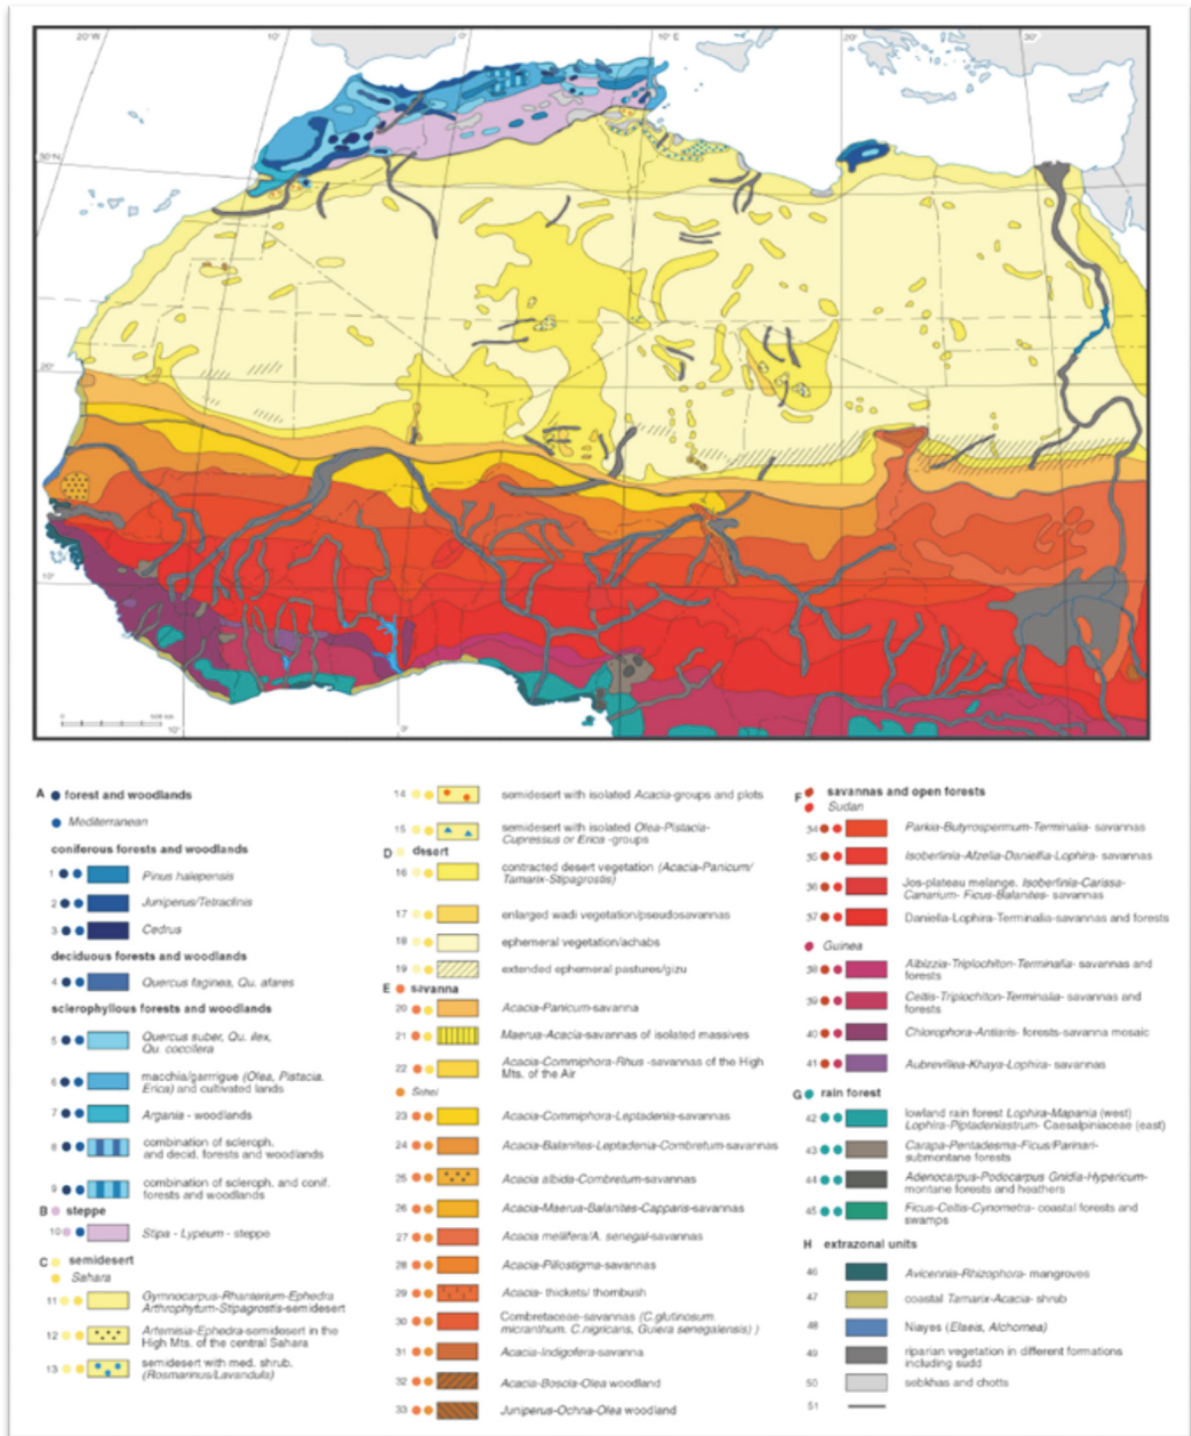 20°W
10°
0°
10° E
20°
30°
30°N
20°
10°
0
500 km
10°
0°
A forest and woodlands
Mediterranean
coniferous forests and woodlands
1 Pinus halepensis
2 Juniperus/Tetraclinis
3 Cedrus
deciduous forests and woodlands
4 Quercus faginea, Qu. afares
sclerophyllous forests and woodlands
5 Quercus suber, Qu. ilex,
Qu. coccifera
6 macchia/garrigue (Olea, Pistacia,
Erica) and cultivated lands
7 Argania - woodlands
8 combination of scleroph.
and decid. forests and woodlands
9 combination of scleroph. and conif.
forests and woodlands
B steppe
10 Stipa - Lygeum - steppe
C semidesert
Sahara
11 Gymnocarpus-Rhanterium-Ephedra
Arthrophytum-Stipagrostis-semidesert
12 Artemisia-Ephedra-semidesert in the
High Mts. of the central Sahara
13 semidesert with med. shrub.
(Rosmarinus/Lavandula)
14 semidesert with isolated Acacia-groups and plots
15 semidesert with isolated Olea-Pistacia-
Cupressus or Erica -groups
D desert
16 contracted desert vegetation (Acacia-Panicum/
Tamarix-Stipagrostis)
17 enlarged wadi vegetation/pseudosavannas
18 ephemeral vegetation/achabs
19 extended ephemeral pastures/gizu
E savanna
20 Acacia-Panicum-savanna
21 Maerua-Acacia-savannas of isolated massives
22 Acacia-Commiphora-Rhus -savannas of the High
Mts. of the Air
Sahel
23 Acacia-Commiphora-Leptadenia-savannas
24 Acacia-Balanites-Leptadenia-Combretum-savannas
25 Acacia albida-Combretum-savannas
26 Acacia-Maerua-Balanites-Capparis-savannas
27 Acacia mellifera/A. senegal-savannas
28 Acacia-Piliostigma-savannas
29 Acacia- thickets/ thornbush
30 Combretaceae-savannas (C.glutinosum,
micranthum, C.nigricans, Guiera senegalensis) )
31 Acacia-Indigofera-savanna
32 Acacia-Boscia-Olea woodland
33 Juniperus-Ochna-Olea woodland
F savannas and open forests
Sudan
34 Parkia-Butyrospermum-Terminalia- savannas
35 Isoberlinia-Afzelia-Daniellia-Lophira- savannas
36 Jos-plateau melange. Isoberlinia-Carissa-
Canarium- Ficus-Balanites- savannas
37 Daniella-Lophira-Terminalia-savannas and forests
Guinea
38 Albizzia-Triplochiton-Terminalia- savannas and
forests
39 Celtis-Triplochiton-Terminalia- savannas and
forests
40 Chlorophora-Antiaris- forests-savanna mosaic
41 Aubrevillea-Khaya-Lophira- savannas
G rain forest
42 lowland rain forest Lophira-Mapania (west)
Lophira-Piptadeniastrum- Caesalpiniaceae (east)
43 Carapa-Pentadesma-Ficus/Parinari-
submontane forests
44 Adenocarpus-Podocarpus Gnidia-Hypericum-
montane forests and heathers
45 Ficus-Celtis-Cynometra- coastal forests and
swamps
H extrazonal units
46 Avicennia-Rhizophora- mangroves
47 coastal Tamarix-Acacia- shrub
48 Niayes (Elaeis, Alchornea)
49 riparian vegetation in different formations
including sudd
50 sebkhas and chotts
51